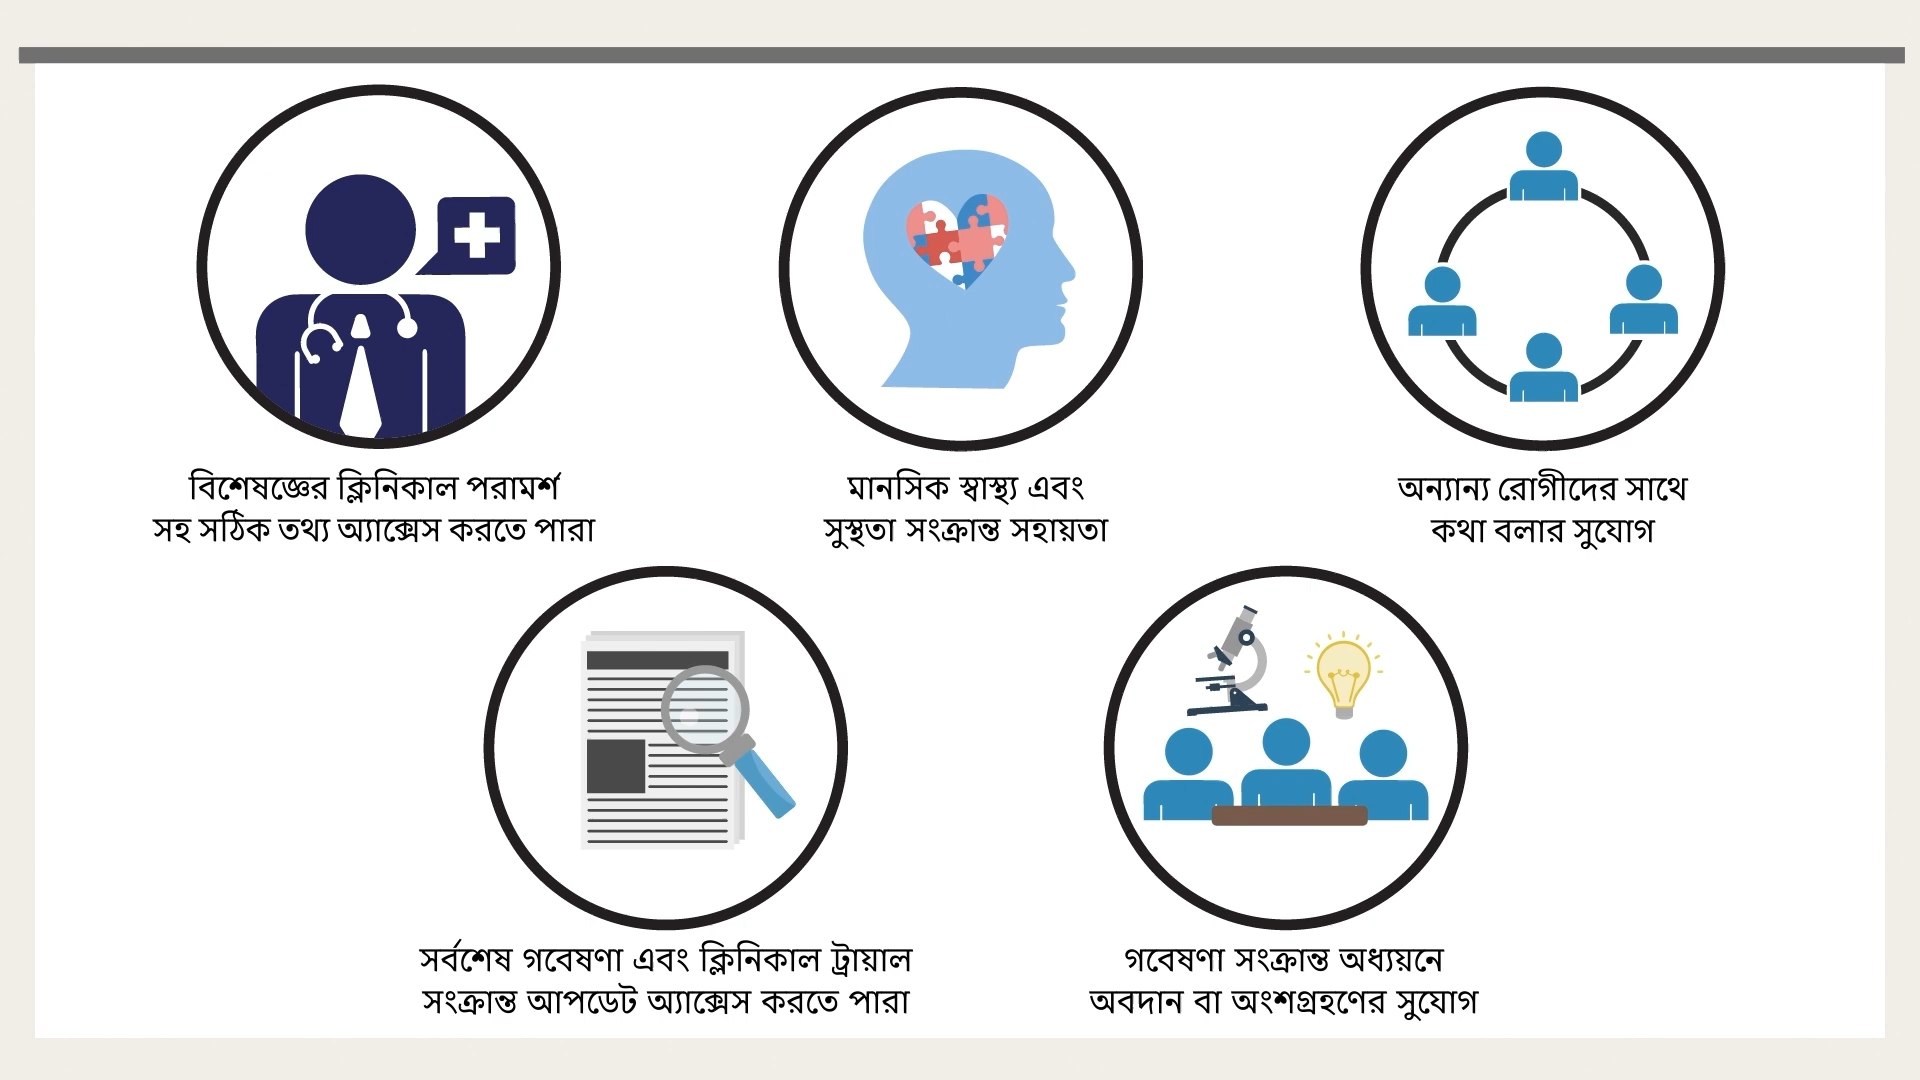 বিশেষজ্ঞের ক্লিনিকাল পরামর্শ
সহ সঠিক তথ্য অ্যাক্সেস করতে পারা
মানসিক স্বাস্থ্য এবং
সুস্থতা সংক্রান্ত সহায়তা
অন্যান্য রোগীদের সাথে
কথা বলার সুযোগ
সর্বশেষ গবেষণা এবং ক্লিনিকাল ট্রায়াল
সংক্রান্ত আপডেট অ্যাক্সেস করতে পারা
গবেষণা সংক্রান্ত অধ্যয়নে
অবদান বা অংশগ্রহণের সুযোগ